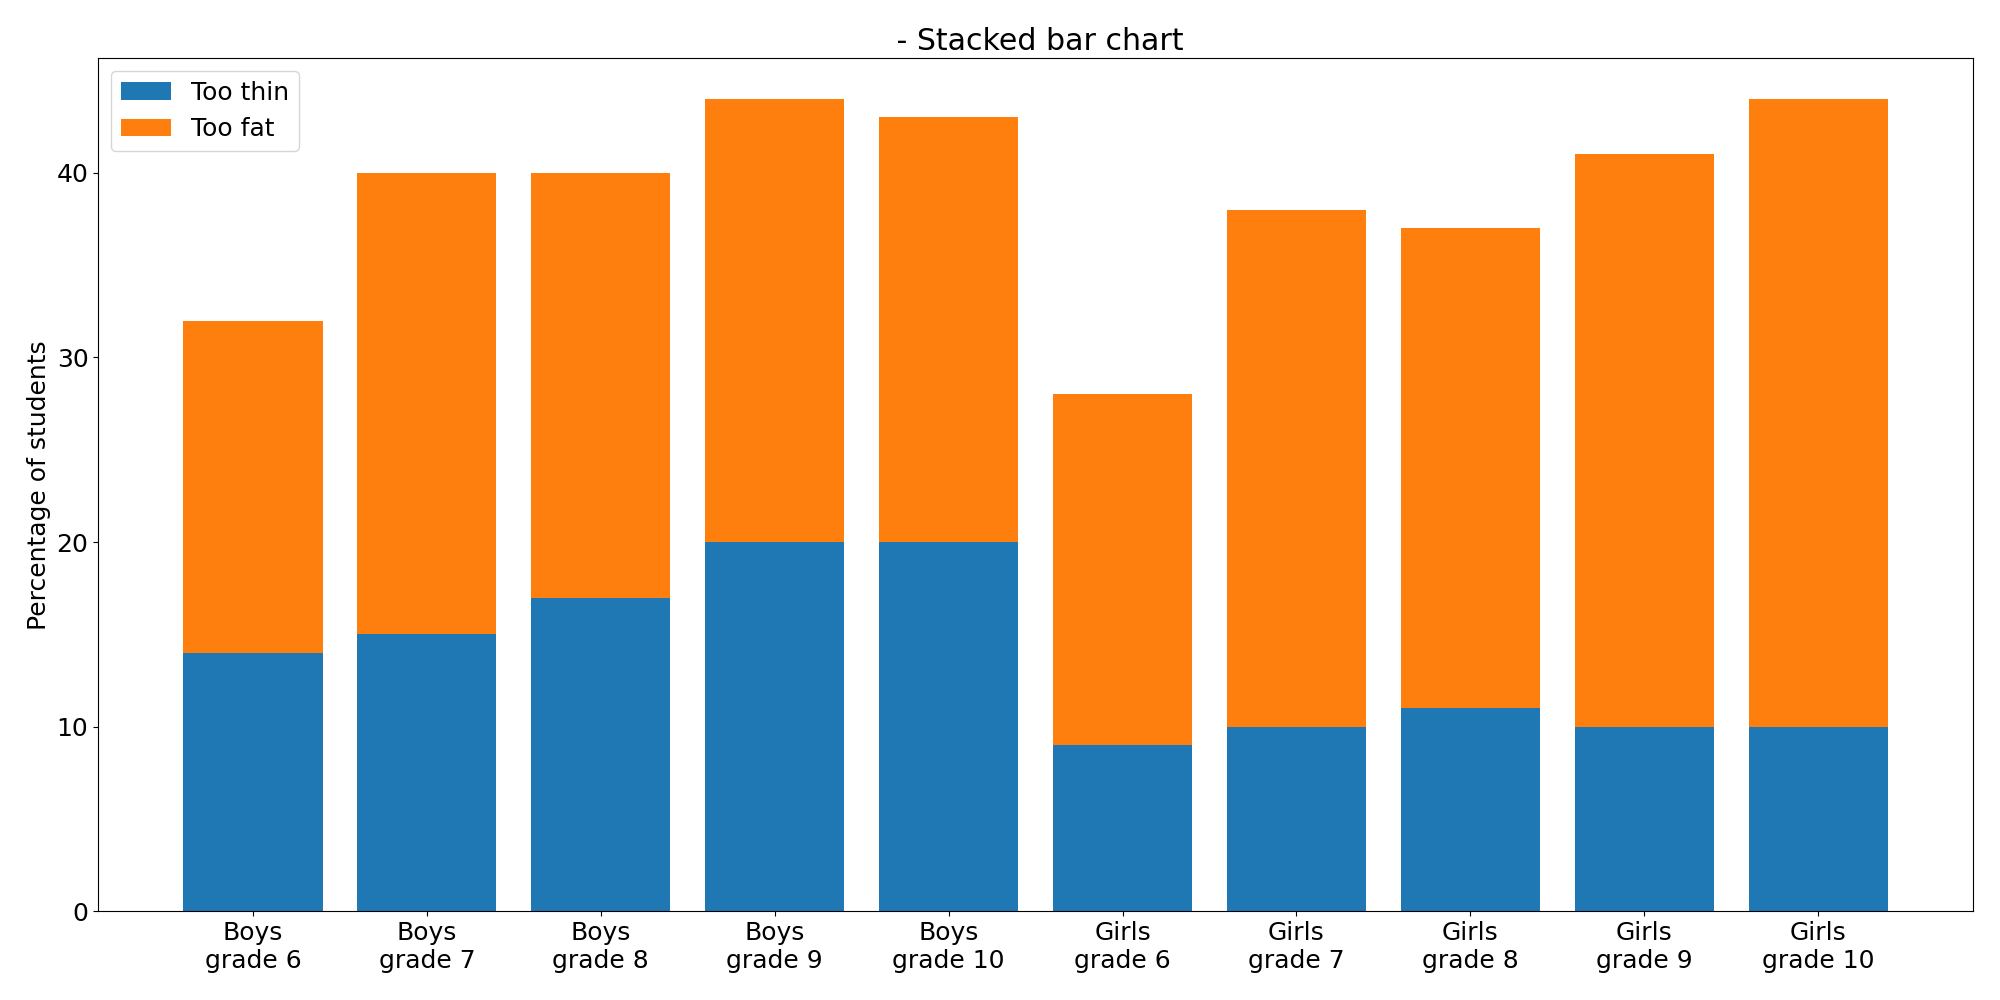 - Stacked bar chart
Too thin
Too fat
Percentage of students
40
30
20
10
0
Boys
grade 6
Boys
grade 7
Boys
grade 8
Boys
grade 9
Boys
grade 10
Girls
grade 6
Girls
grade 7
Girls
grade 8
Girls
grade 9
Girls
grade 10